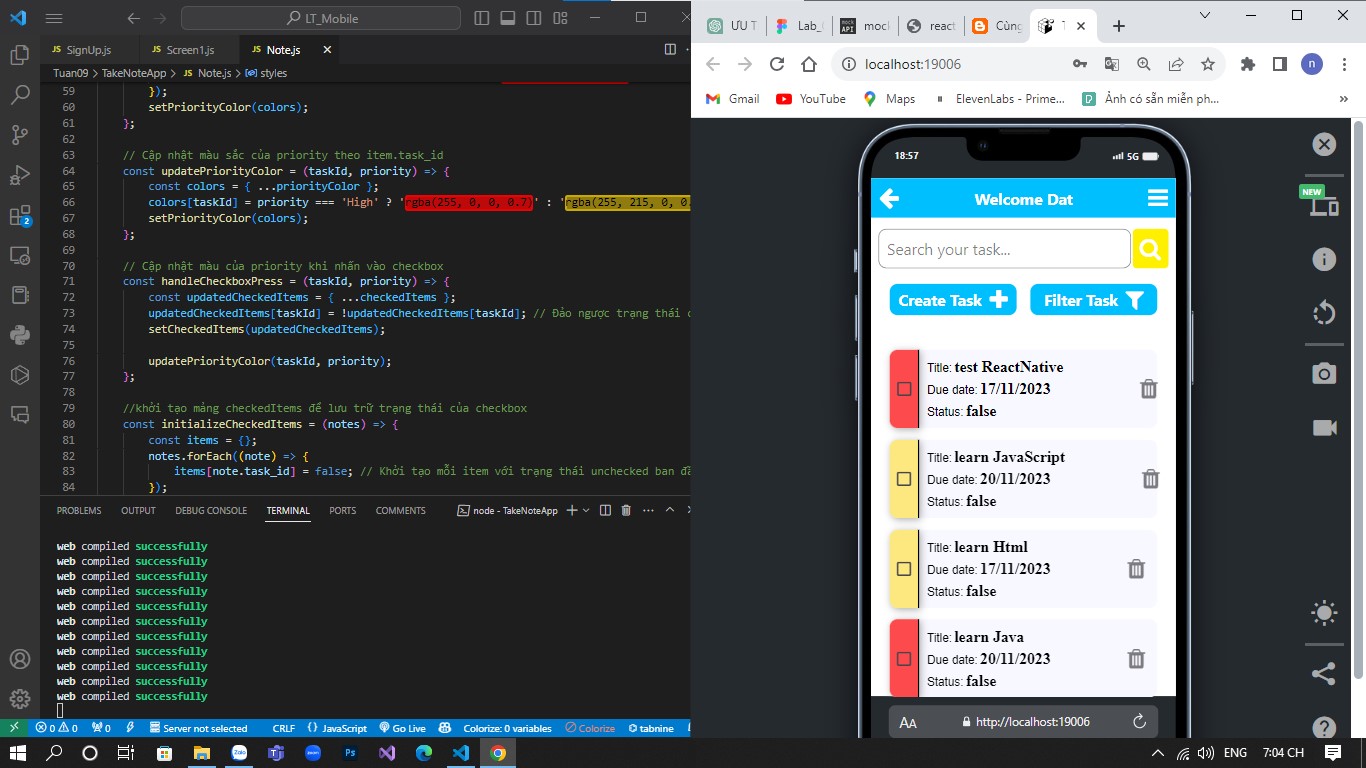 LT_Mobile
JS SignUp.js
JS Screen1.js
JS Note.js
Tuan09 > TakeNoteApp > JS Note.js > styles
59 });
60 setPriorityColor(colors);
61 };
62
63 // Cập nhật màu sắc của priority theo item.task_id
64 const updatePriorityColor = (taskId, priority) => {
65 const colors = { ...priorityColor };
66 colors[taskId] = priority === 'High' ? 'rgba(255, 0, 0, 0.7)' : 'rgba(255, 215, 0, 0.
67 setPriorityColor(colors);
68 };
69
70 // Cập nhật màu của priority khi nhấn vào checkbox
71 const handleCheckboxPress = (taskId, priority) => {
72 const updatedCheckedItems = { ...checkedItems };
73 updatedCheckedItems[taskId] = !updatedCheckedItems[taskId]; // Đảo ngược trạng thái c
74 setCheckedItems(updatedCheckedItems);
75
76 updatePriorityColor(taskId, priority);
77 };
78
79 //khởi tạo mảng checkedItems để lưu trữ trạng thái của checkbox
80 const initializeCheckedItems = (notes) => {
81 const items = {};
82 notes.forEach((note) => {
83 items[note.task_id] = false; // Khởi tạo mỗi item với trạng thái unchecked ban đầ
84 });
2
PROBLEMS OUTPUT DEBUG CONSOLE TERMINAL PORTS COMMENTS node - TakeNoteApp
web compiled successfully
web compiled successfully
web compiled successfully
web compiled successfully
web compiled successfully
web compiled successfully
web compiled successfully
web compiled successfully
web compiled successfully
web compiled successfully
web compiled successfully
0 0 0 Server not selected CRLF {} JavaScript Go Live Colorize: 0 variables Colorize tabnine
ƯU T Lab_ mock reac Cùng T
localhost:19006
n
Gmail YouTube Maps ElevenLabs - Prime... Ảnh có sẵn miễn ph... »
NEW
18:57 5G
Welcome Dat
Search your task...
Create Task Filter Task
Title: test ReactNative
Due date: 17/11/2023
Status: false
Title: learn JavaScript
Due date: 20/11/2023
Status: false
Title: learn Html
Due date: 17/11/2023
Status: false
Title: learn Java
Due date: 20/11/2023
Status: false
AA http://localhost:19006
Zalo zoom Ps
ENG 7:04 CH